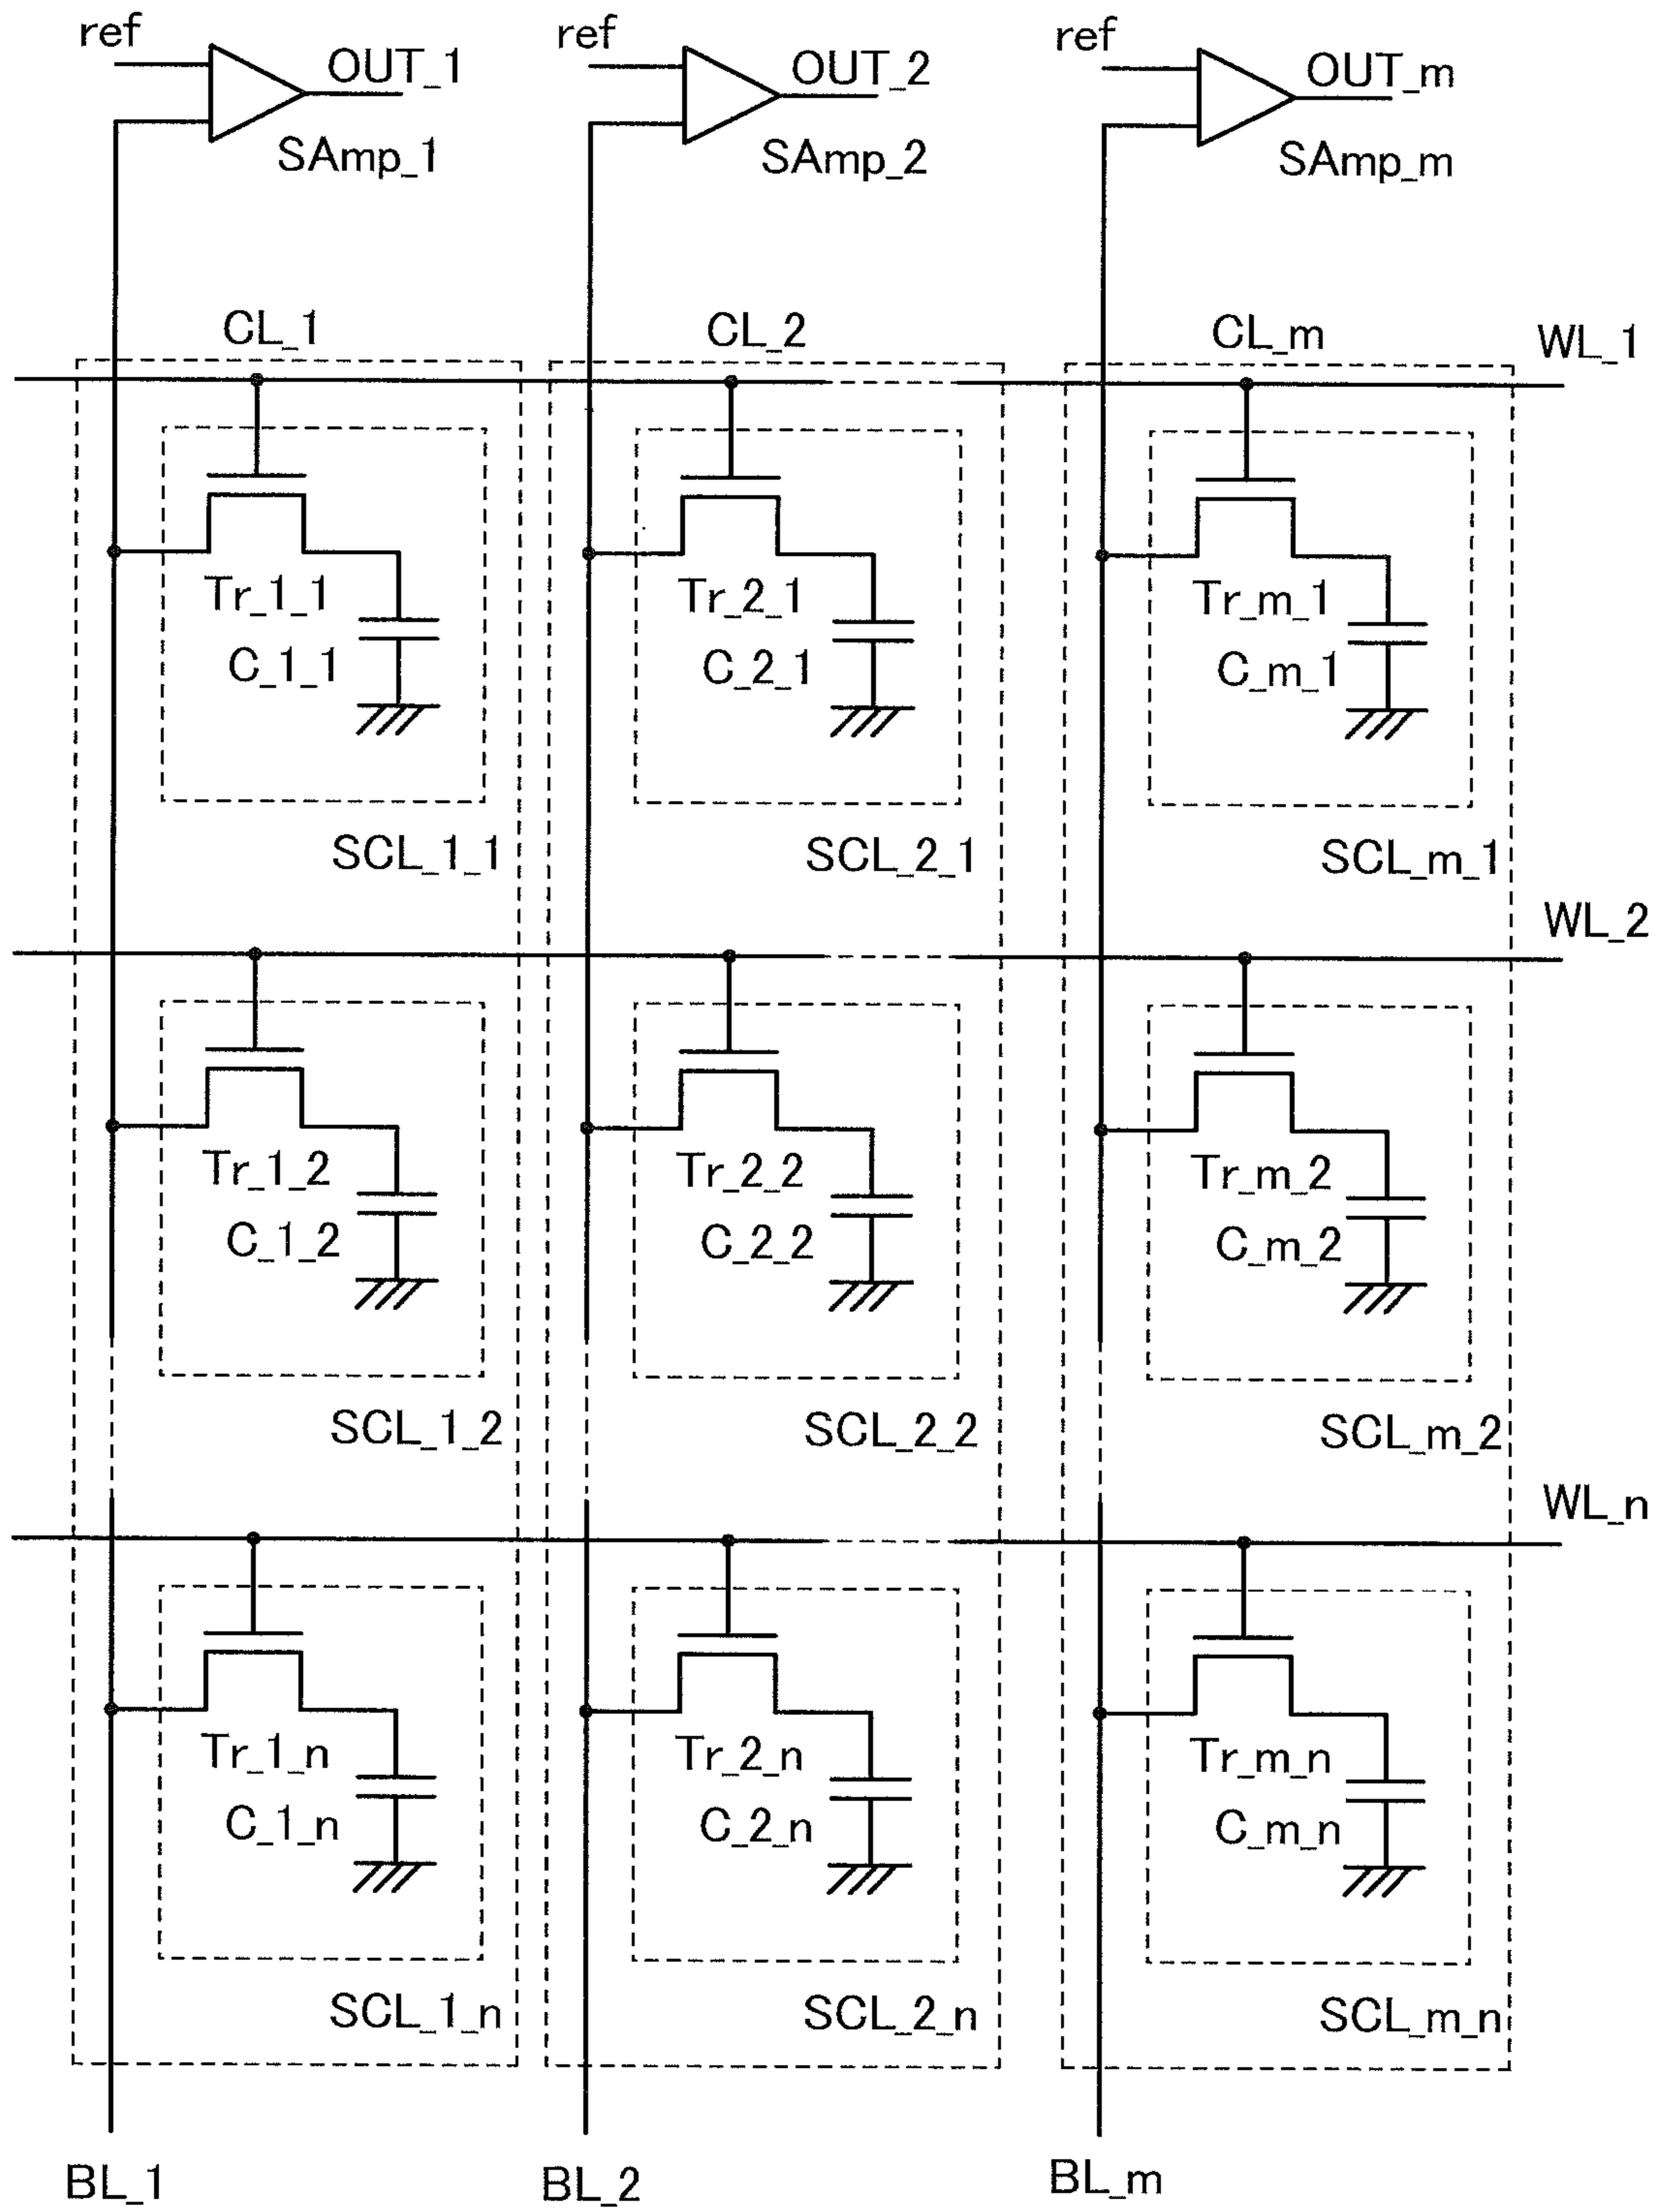 ref
ref
ref
OUT_1
OUT_2
OUT_m
SAmp_1
SAmp_2
SAmp_m
CL_1
CL_2
CL_m
WL_1
Tr_1_1
Tr_2_1
Tr_m_1
C_1_1
C_2_1
C_m_1
SCL_1_1
SCL_2_1
SCL_m_1
WL_2
Tr_1_2
Tr_2_2
Tr_m_2
C_1_2
C_2_2
C_m_2
SCL_1_2
SCL_2_2
SCL_m_2
WL_n
Tr_1_n
Tr_2_n
Tr_m_n
C_1_n
C_2_n
C_m_n
SCL_1_n
SCL_2_n
SCL_m_n
BL_1
BL_2
BL_m